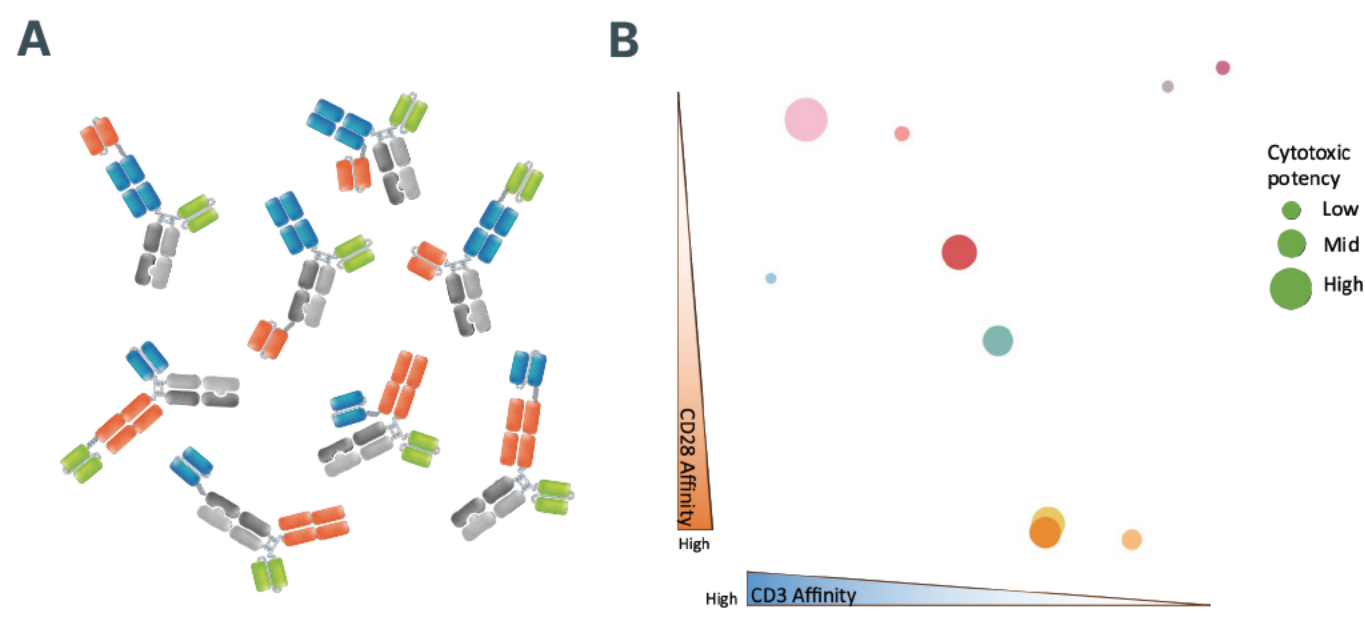 A
B
Cytotoxic
potency
Low
Mid
High
CD28 Affinity
High
High
CD3 Affinity